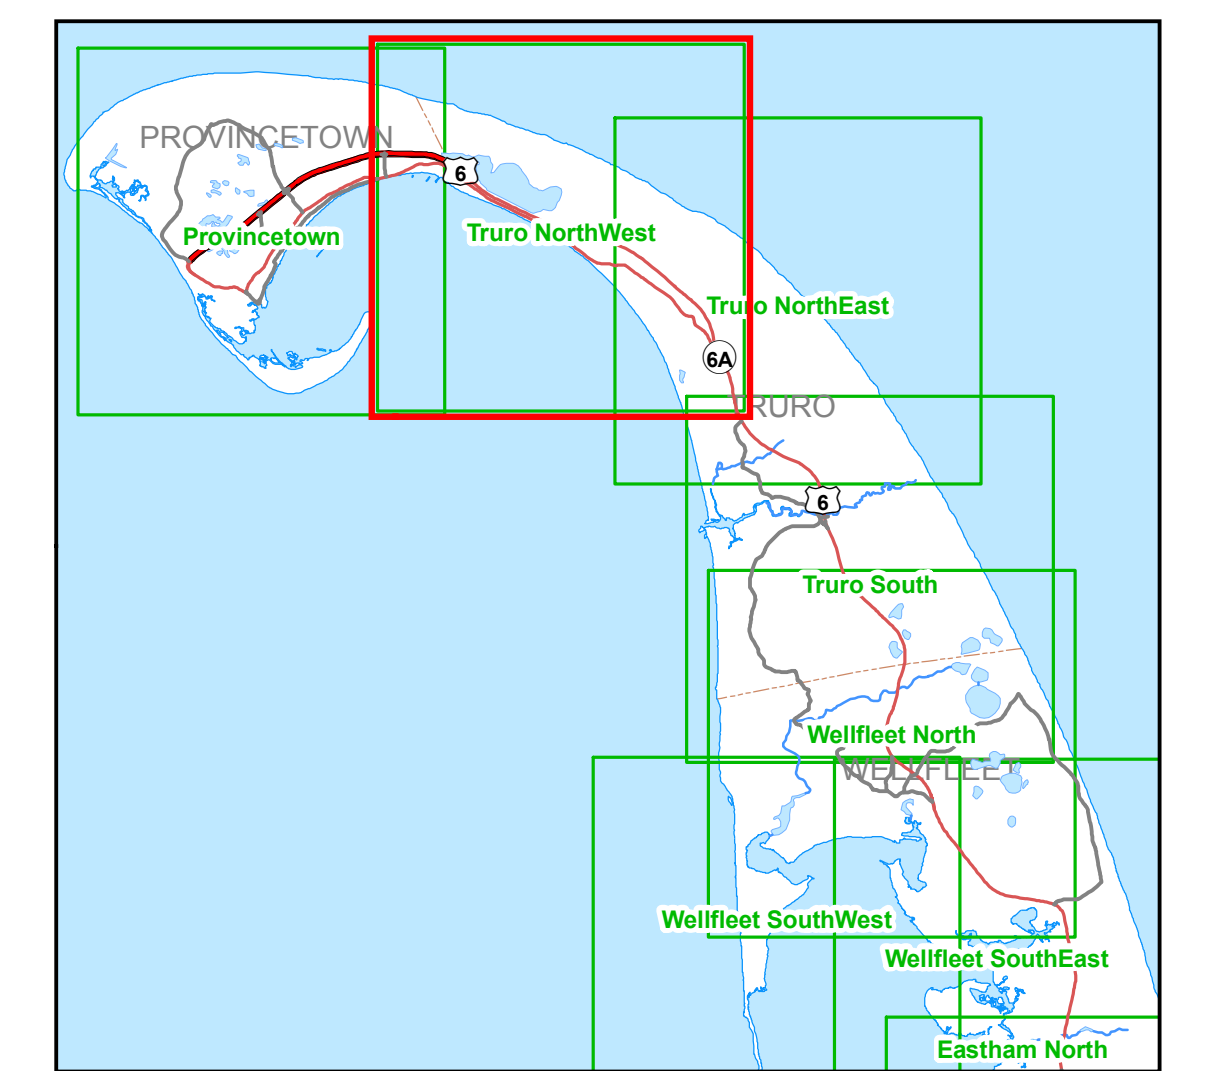 PROVINCETOWN
6
Truro NorthWest
Provincetown
Truro NorthEast
6A
TRURO
6
Truro South
Wellfleet North
WELLFLEET
Wellfleet SouthWest
Wellfleet SouthEast
Eastham North